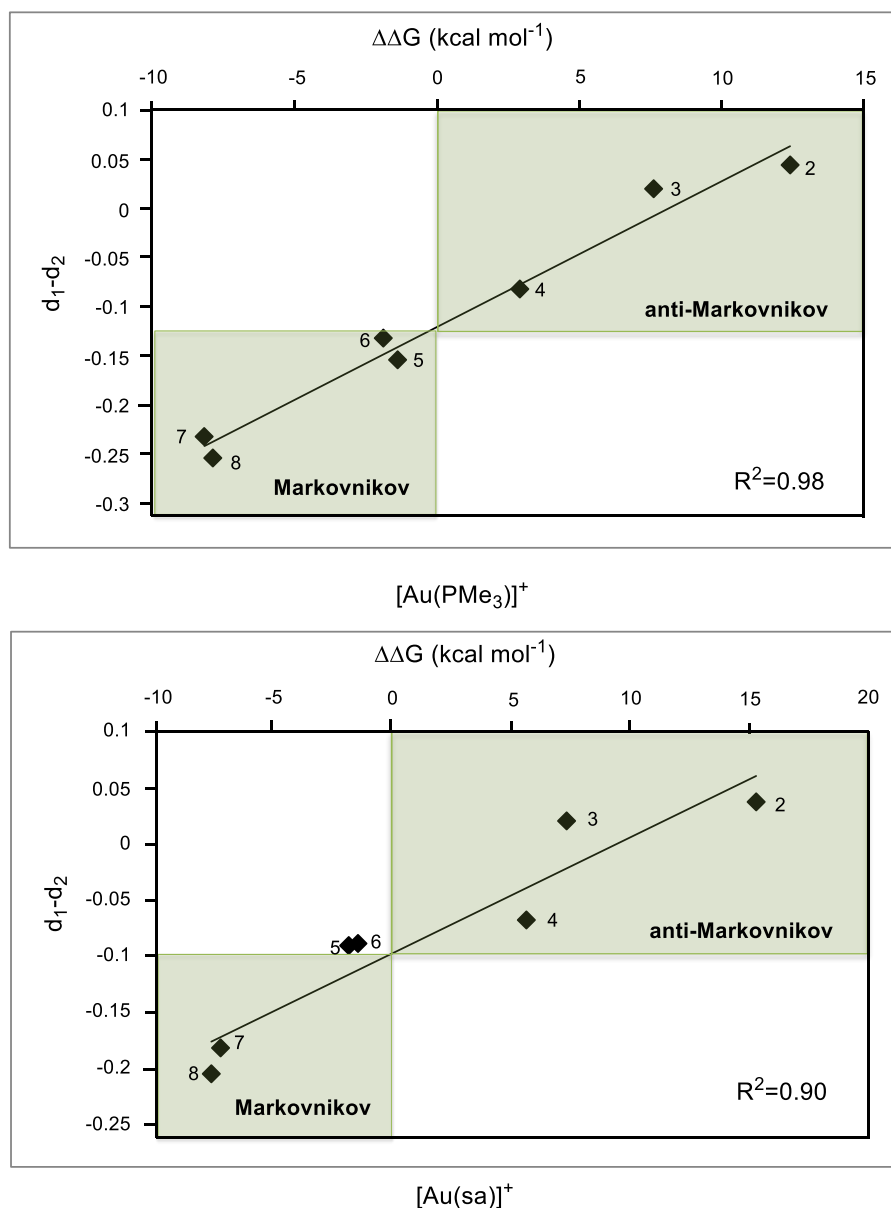 ΔΔG (kcal mol⁻¹)
-10 -5 0 5 10 15
0.1
0.05
0
-0.05
-0.1
-0.15
-0.2
-0.25
-0.3
d₁-d₂
2
3
4
anti-Markovnikov
6
5
7
8
Markovnikov
R²=0.98
[Au(PMe₃)]⁺
ΔΔG (kcal mol⁻¹)
-10 -5 0 5 10 15 20
0.1
0.05
0
-0.05
-0.1
-0.15
-0.2
-0.25
d₁-d₂
2
3
4
anti-Markovnikov
5
6
7
8
Markovnikov
R²=0.90
[Au(sa)]⁺